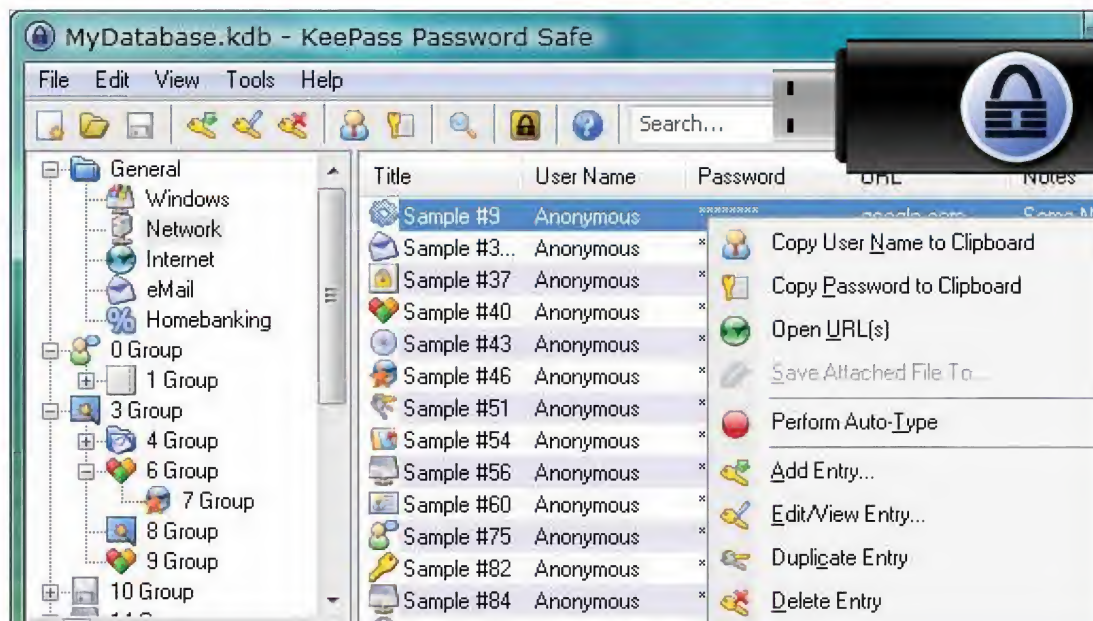 MyDatabase.kdb - KeePass Password Safe
File Edit View Tools Help
Search...
General
Windows
Network
Internet
eMail
Homebanking
0 Group
1 Group
3 Group
4 Group
6 Group
7 Group
8 Group
9 Group
10 Group
Title User Name Password URL Notes
Sample #9 Anonymous ********
Sample #3... Anonymous *
Sample #37 Anonymous *
Sample #40 Anonymous *
Sample #43 Anonymous *
Sample #46 Anonymous *
Sample #51 Anonymous *
Sample #54 Anonymous *
Sample #56 Anonymous *
Sample #60 Anonymous *
Sample #75 Anonymous *
Sample #82 Anonymous *
Sample #84 Anonymous *
Copy User Name to Clipboard
Copy Password to Clipboard
Open URL(s)
Save Attached File To...
Perform Auto-Type
Add Entry...
Edit/View Entry...
Duplicate Entry
Delete Entry